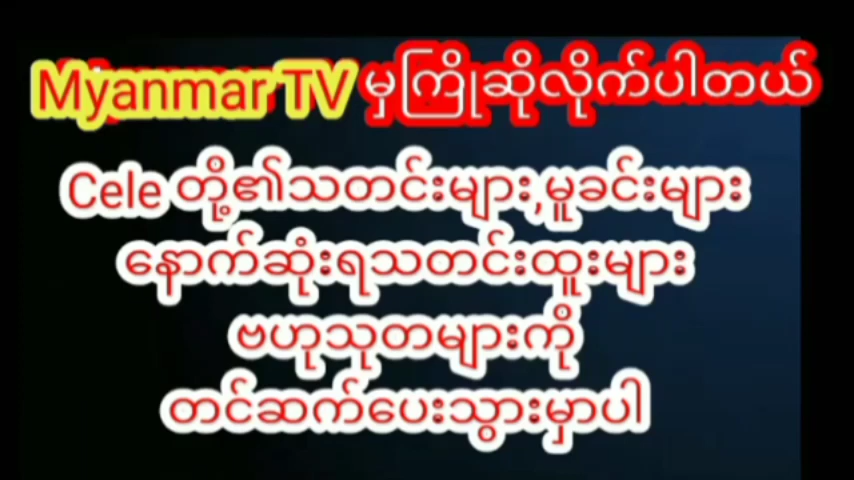 Myanmar TV မှကြိုဆိုလိုက်ပါတယ်
Cele တို့၏သတင်းများ,မူခင်းများ
နောက်ဆုံးရသတင်းထူးများ
ဗဟုသုတများကို
တင်ဆက်ပေးသွားမှာပါ